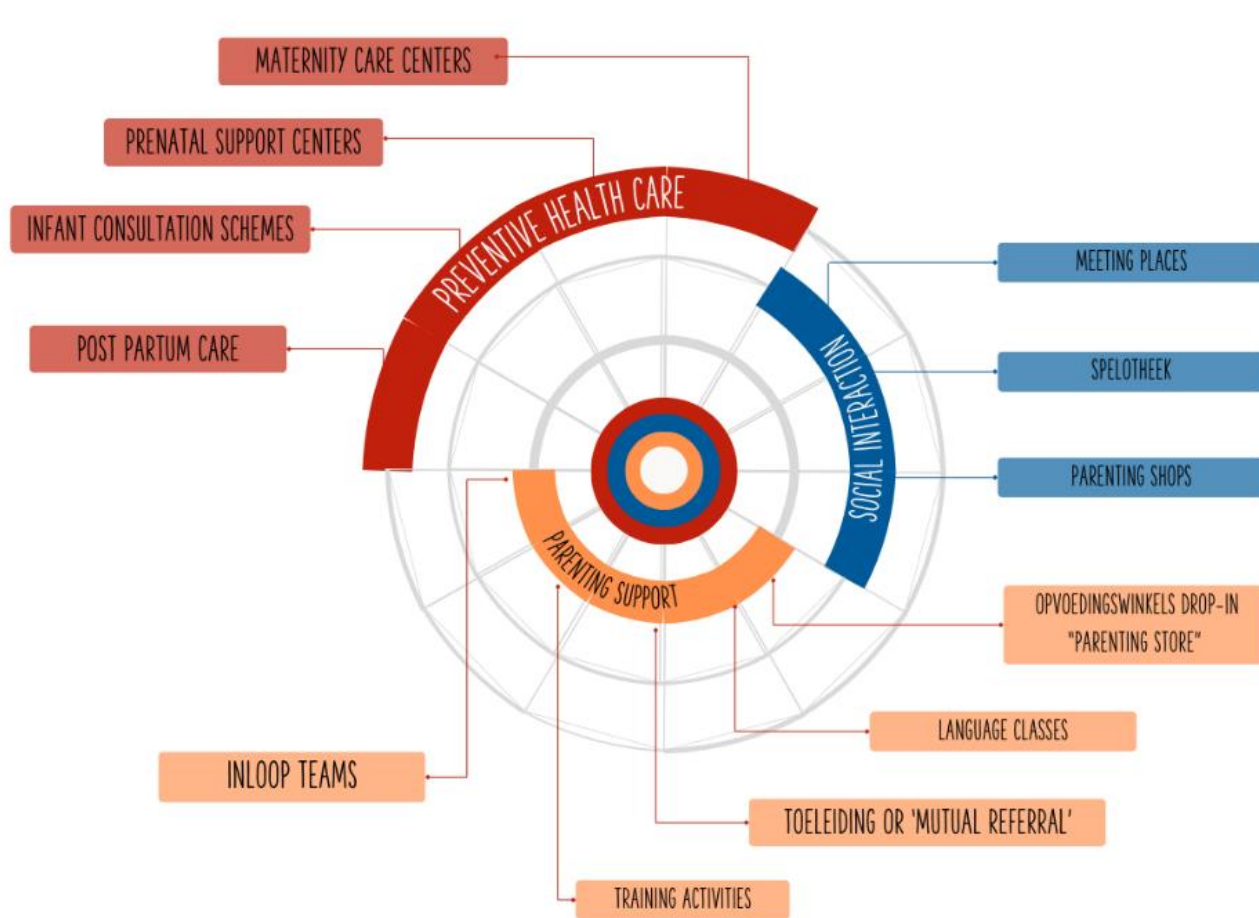 MATERNITY CARE CENTERS
PRENATAL SUPPORT CENTERS
INFANT CONSULTATION SCHEMES
POST PARTUM CARE
PREVENTIVE HEALTH CARE
MEETING PLACES
SPELOTHEEK
PARENTING SHOPS
SOCIAL INTERACTION
PARENTING SUPPORT
OPVOEDINGSWINKELS DROP-IN
"PARENTING STORE"
LANGUAGE CLASSES
INLOOP TEAMS
TOELEIDING OR 'MUTUAL REFERRAL'
TRAINING ACTIVITIES